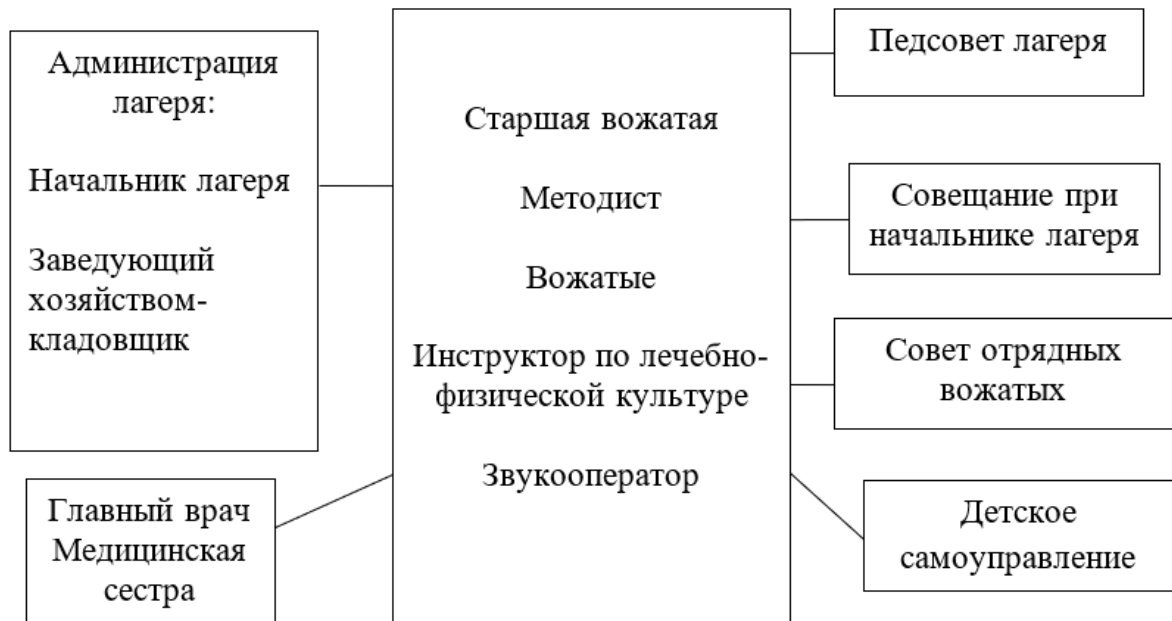 Администрация
лагеря:
Начальник лагеря
Заведующий
хозяйством-
кладовщик
Главный врач
Медицинская
сестра
Старшая вожатая
Методист
Вожатые
Инструктор по лечебно-
физической культуре
Звукооператор
Педсовет лагеря
Совещание при
начальнике лагеря
Совет отрядных
вожатых
Детское
самоуправление